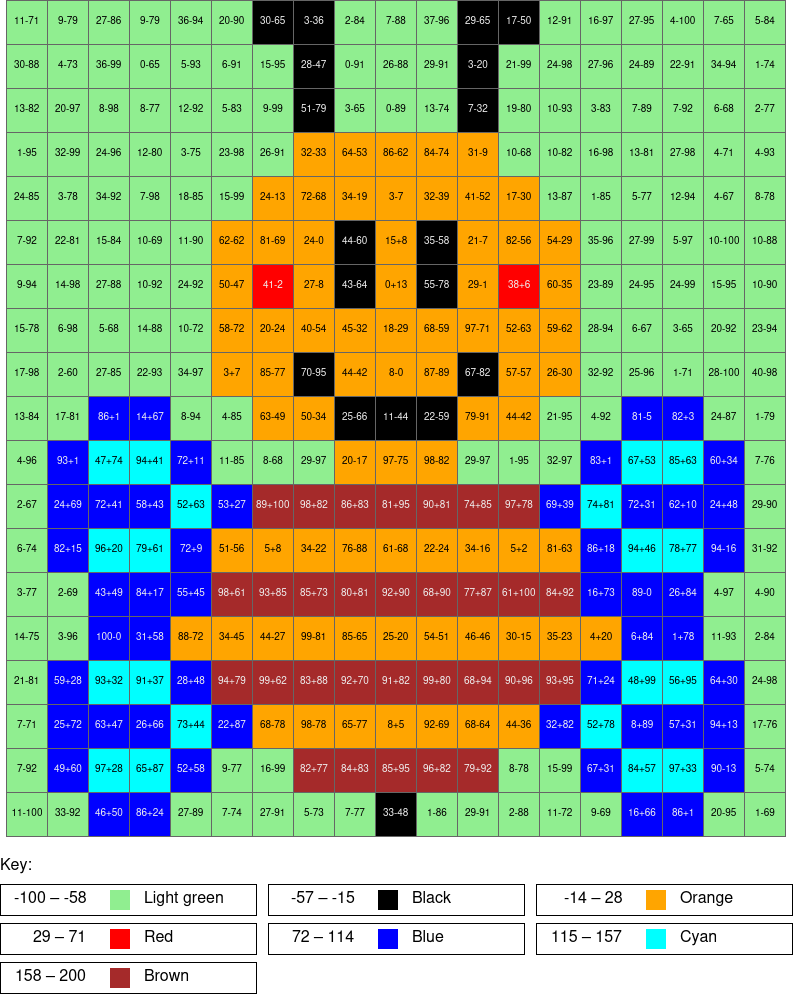 11-71 9-79 27-86 9-79 36-94 20-90 30-65 3-36 2-84 7-88 37-96 29-65 17-50 12-91 16-97 27-95 4-100 7-65 5-84
30-88 4-73 36-99 0-65 5-93 6-91 15-95 28-47 0-91 26-88 29-91 3-20 21-99 24-98 27-96 24-89 22-91 34-94 1-74
13-82 20-97 8-98 8-77 12-92 5-83 9-99 51-79 3-65 0-89 13-74 7-32 19-80 10-93 3-83 7-89 7-92 6-68 2-77
1-95 32-99 24-96 12-80 3-75 23-98 26-91 32-33 64-53 86-62 84-74 31-9 10-68 10-82 16-98 13-81 27-98 4-71 4-93
24-85 3-78 34-92 7-98 18-85 15-99 24-13 72-68 34-19 3-7 32-39 41-52 17-30 13-87 1-85 5-77 12-94 4-67 8-78
7-92 22-81 15-84 10-69 11-90 62-62 81-69 24-0 44-60 15+8 35-58 21-7 82-56 54-29 35-96 27-99 5-97 10-100 10-88
9-94 14-98 27-88 10-92 24-92 50-47 41-2 27-8 43-64 0+13 55-78 29-1 38+6 60-35 23-89 24-95 24-99 15-95 10-90
15-78 6-98 5-68 14-88 10-72 58-72 20-24 40-54 45-32 18-29 68-59 97-71 52-63 59-62 28-94 6-67 3-65 20-92 23-94
17-98 2-60 27-85 22-93 34-97 3+7 85-77 70-95 44-42 8-0 87-89 67-82 57-57 26-30 32-92 25-96 1-71 28-100 40-98
13-84 17-81 86+1 14+67 8-94 4-85 63-49 50-34 25-66 11-44 22-59 79-91 44-42 21-95 4-92 81-5 82+3 24-87 1-79
4-96 93+1 47+74 94+41 72+11 11-85 8-68 29-97 20-17 97-75 98-82 29-97 1-95 32-97 83+1 67+53 85+63 60+34 7-76
2-67 24+69 72+41 58+43 52+63 53+27 89+100 98+82 86+83 81+95 90+81 74+85 97+78 69+39 74+81 72+31 62+10 24+48 29-90
6-74 82+15 96+20 79+61 72+9 51-56 5+8 34-22 76-88 61-68 22-24 34-16 5+2 81-63 86+18 94+46 78+77 94-16 31-92
3-77 2-69 43+49 84+17 55+45 98+61 93+85 85+73 80+81 92+90 68+90 77+87 61+100 84+92 16+73 89-0 26+84 4-97 4-90
14-75 3-96 100-0 31+58 88-72 34-45 44-27 99-81 85-65 25-20 54-51 46-46 30-15 35-23 4+20 6+84 1+78 11-93 2-84
21-81 59+28 93+32 91+37 28+48 94+79 99+62 83+88 92+70 91+82 99+80 68+94 90+96 93+95 71+24 48+99 56+95 64+30 24-98
7-71 25+72 63+47 26+66 73+44 22+87 68-78 98-78 65-77 8+5 92-69 68-64 44-36 32+82 52+78 8+89 57+31 94+13 17-76
7-92 49+60 97+28 65+87 52+58 9-77 16-99 82+77 84+83 85+95 96+82 79+92 8-78 15-99 67+31 84+57 97+33 90-13 5-74
11-100 33-92 46+50 86+24 27-89 7-74 27-91 5-73 7-77 33-48 1-86 29-91 2-88 11-72 9-69 16+66 86+1 20-95 1-69
Key:
-100 – -58 Light green -57 – -15 Black -14 – 28 Orange
29 – 71 Red 72 – 114 Blue 115 – 157 Cyan
158 – 200 Brown